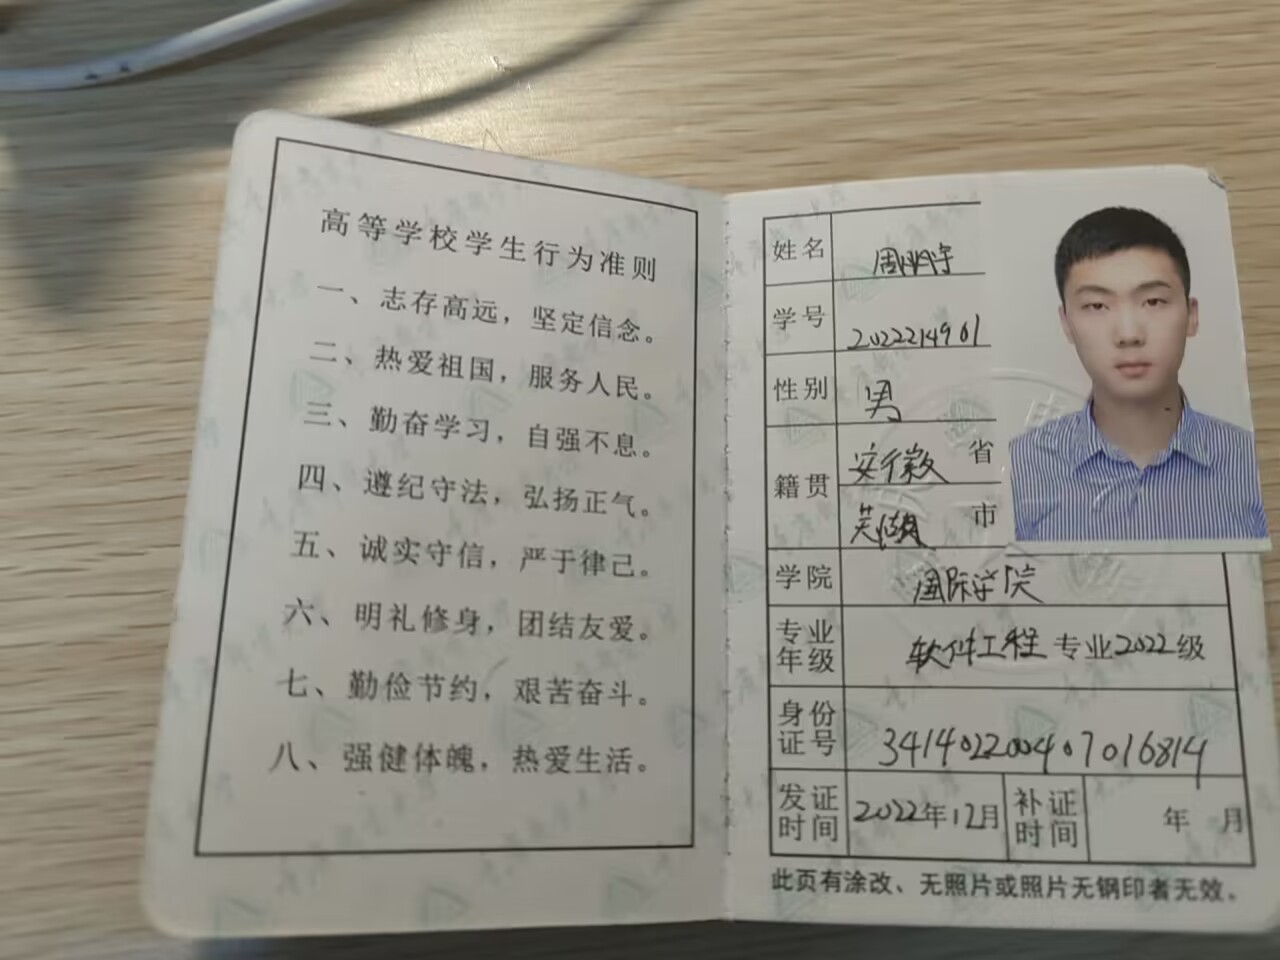 高等学校学生行为准则
一、志存高远，坚定信念。
二、热爱祖国，服务人民。
三、勤奋学习，自强不息。
四、遵纪守法，弘扬正气。
五、诚实守信，严于律己。
六、明礼修身，团结友爱。
七、勤俭节约，艰苦奋斗。
八、强健体魄，热爱生活。
姓名 周
学号 2022214901
性别 男
籍贯 安徽 省
芜湖 市
学院 国际学院
专业年级 软件工程 专业2022级
身份证号 341402200407016814
发证时间 2022年12月 补证时间 年 月
此页有涂改、无照片或照片无钢印者无效。